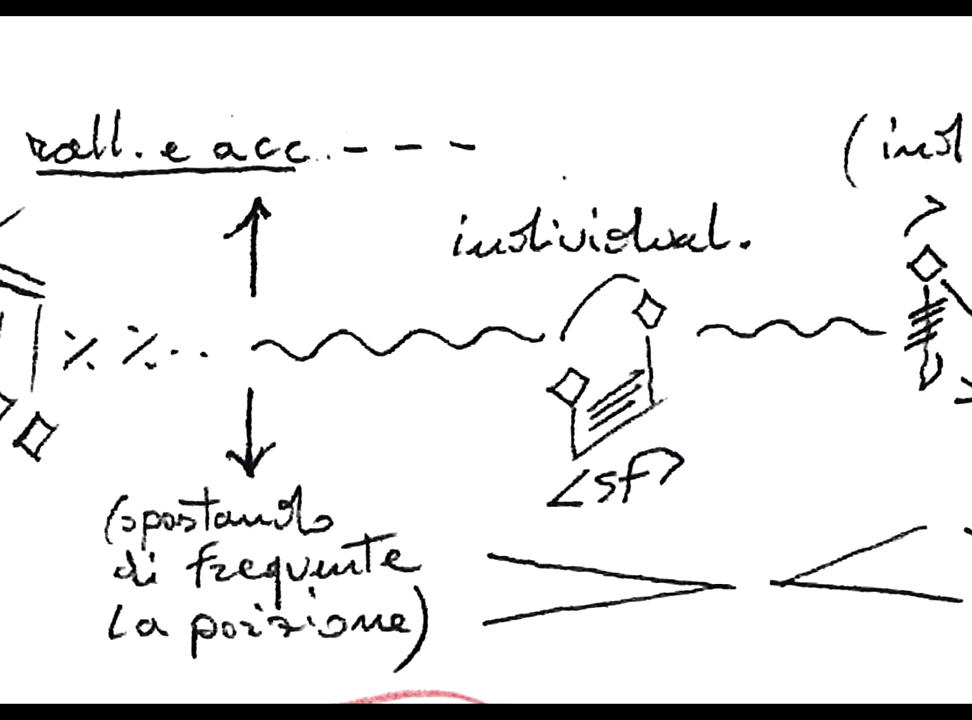 rall. e acc. - - -
(ind
individual.
<sf>
(spostando
di frequente
la posizione)